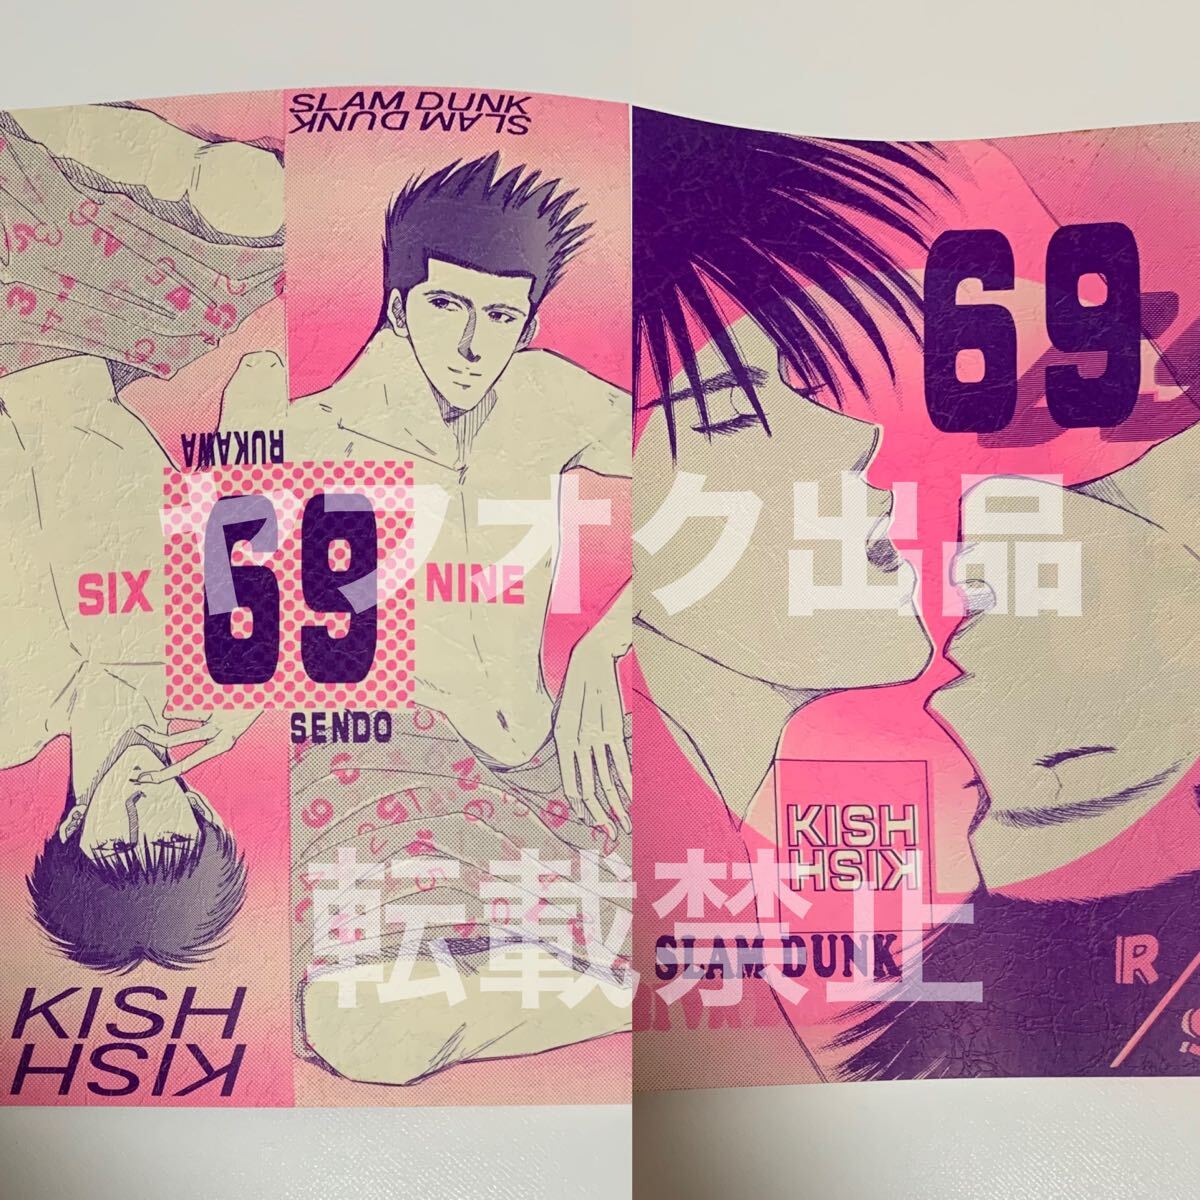 SLAM DUNK
SLAM DUNK
RUKAWA
SIX
69
NINE
SENDO
KISH
KISH
69
KISH
KISH
SLAM DUNK
R
ヤフオク出品
転載禁止